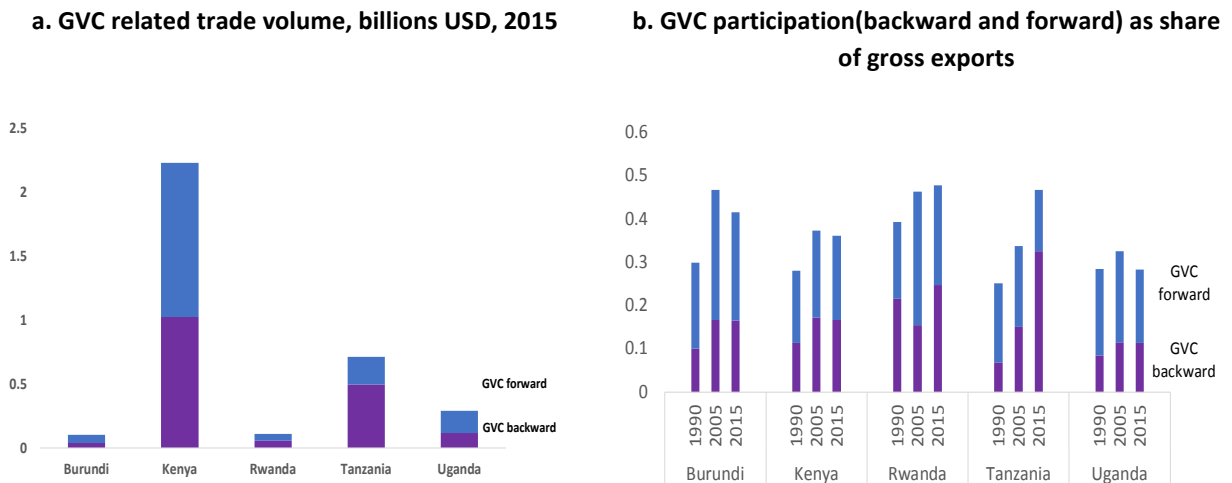 a. GVC related trade volume, billions USD, 2015
2.5
2
1.5
1
0.5
0
GVC forward
GVC backward
Burundi Kenya Rwanda Tanzania Uganda
b. GVC participation(backward and forward) as share
of gross exports
0.6
0.5
0.4
0.3
0.2
0.1
0
GVC
forward
GVC
backward
1990 2005 2015 1990 2005 2015 1990 2005 2015 1990 2005 2015 1990 2005 2015
Burundi Kenya Rwanda Tanzania Uganda